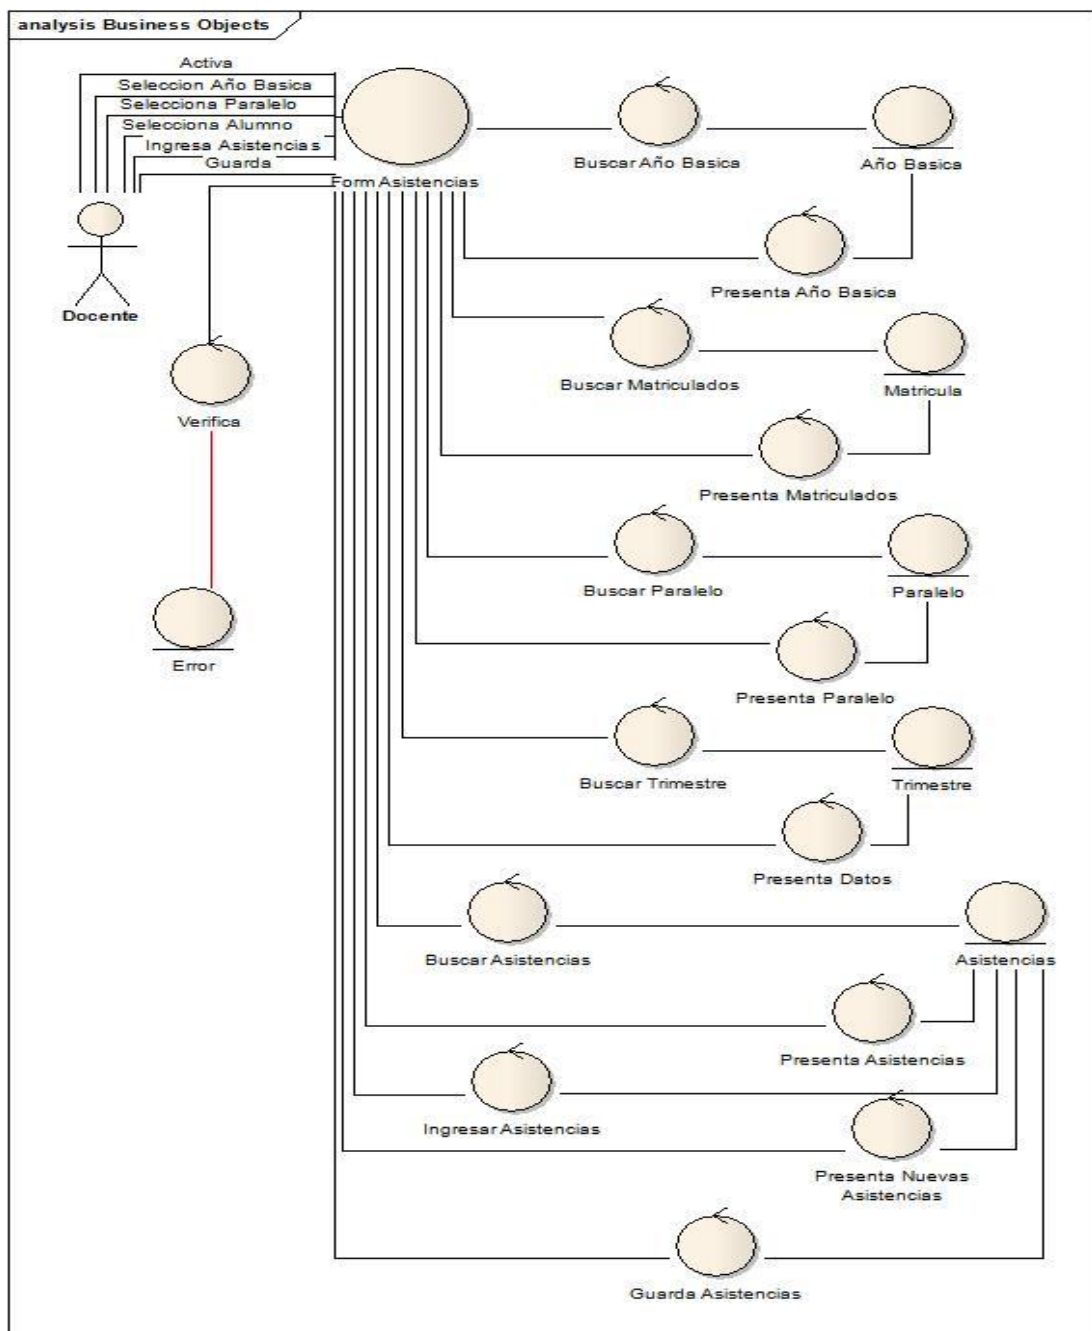 analysis Business Objects
Activa
Seleccion Año Basica
Selecciona Paralelo
Selecciona Alumno
Ingresa Asistencias
Guarda
Form Asistencias
Buscar Año Basica
Año Basica
Docente
Presenta Año Basica
Buscar Matriculados
Matricula
Verifica
Presenta Matriculados
Buscar Paralelo
Paralelo
Error
Presenta Paralelo
Buscar Trimestre
Trimestre
Presenta Datos
Buscar Asistencias
Asistencias
Presenta Asistencias
Ingresar Asistencias
Presenta Nuevas
Asistencias
Guarda Asistencias